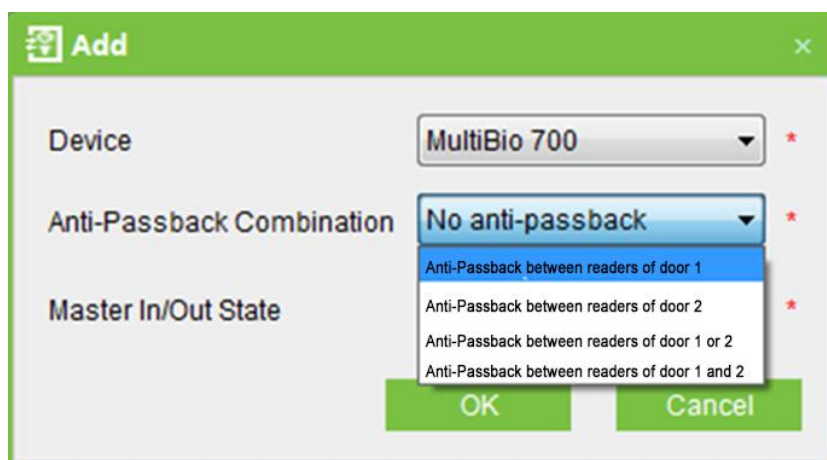 Add
Device
MultiBio 700
*
Anti-Passback Combination
No anti-passback
*
Anti-Passback between readers of door 1
Anti-Passback between readers of door 2
Anti-Passback between readers of door 1 or 2
Anti-Passback between readers of door 1 and 2
Master In/Out State
*
OK
Cancel